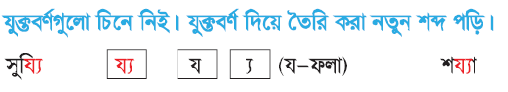 যুক্তবর্ণগুলো চিনে নিই। যুক্তবর্ণ দিয়ে তৈরি করা নতুন শব্দ পড়ি।
সুয্যি য্য য ্য (য-ফলা) শয্যা